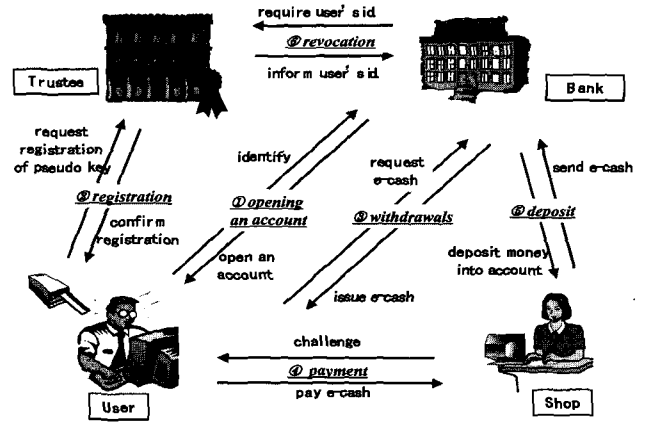 require user's id
⑥ revocation
inform user's id
Trustee
Bank
request
registration
of pseudo key
identify
request
e-cash
send e-cash
② registration
① opening
an account
③ withdrawals
⑤ deposit
confirm
registration
open an
account
deposit money
into account
issue e-cash
challenge
④ payment
pay e-cash
User
Shop